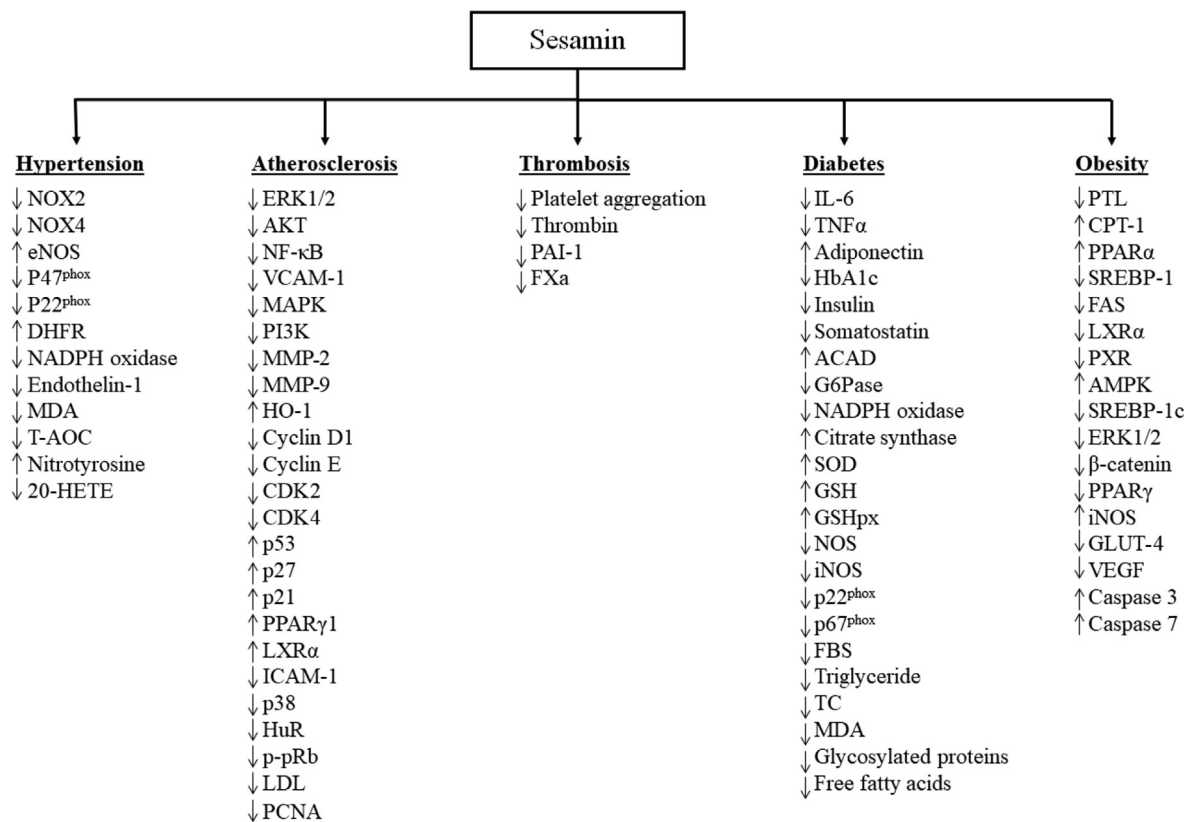 Sesamin
Hypertension
↓NOX2
↓NOX4
↑eNOS
↓P47phox
↓P22phox
↑DHFR
↓NADPH oxidase
↓Endothelin-1
↓MDA
↓T-AOC
↑Nitrotyrosine
↓20-HETE
Atherosclerosis
↓ERK1/2
↓AKT
↓NF-κB
↓VCAM-1
↓MAPK
↓PI3K
↓MMP-2
↓MMP-9
↑HO-1
↓Cyclin D1
↓Cyclin E
↓CDK2
↓CDK4
↑p53
↑p27
↑p21
↑PPARγ1
↑LXRα
↓ICAM-1
↓p38
↓HuR
↓p-pRb
↓LDL
↓PCNA
Thrombosis
↓Platelet aggregation
↓Thrombin
↓PAI-1
↓FXa
Diabetes
↓IL-6
↓TNFα
↑Adiponectin
↓HbA1c
↓Insulin
↓Somatostatin
↑ACAD
↓G6Pase
↓NADPH oxidase
↑Citrate synthase
↑SOD
↑GSH
↑GSHpx
↓NOS
↓iNOS
↓p22phox
↓p67phox
↓FBS
↓Triglyceride
↓TC
↓MDA
↓Glycosylated proteins
↓Free fatty acids
Obesity
↓PTL
↑CPT-1
↑PPARα
↓SREBP-1
↓FAS
↓LXRα
↓PXR
↑AMPK
↓SREBP-1c
↓ERK1/2
↓β-catenin
↓PPARγ
↑iNOS
↓GLUT-4
↓VEGF
↑Caspase 3
↑Caspase 7